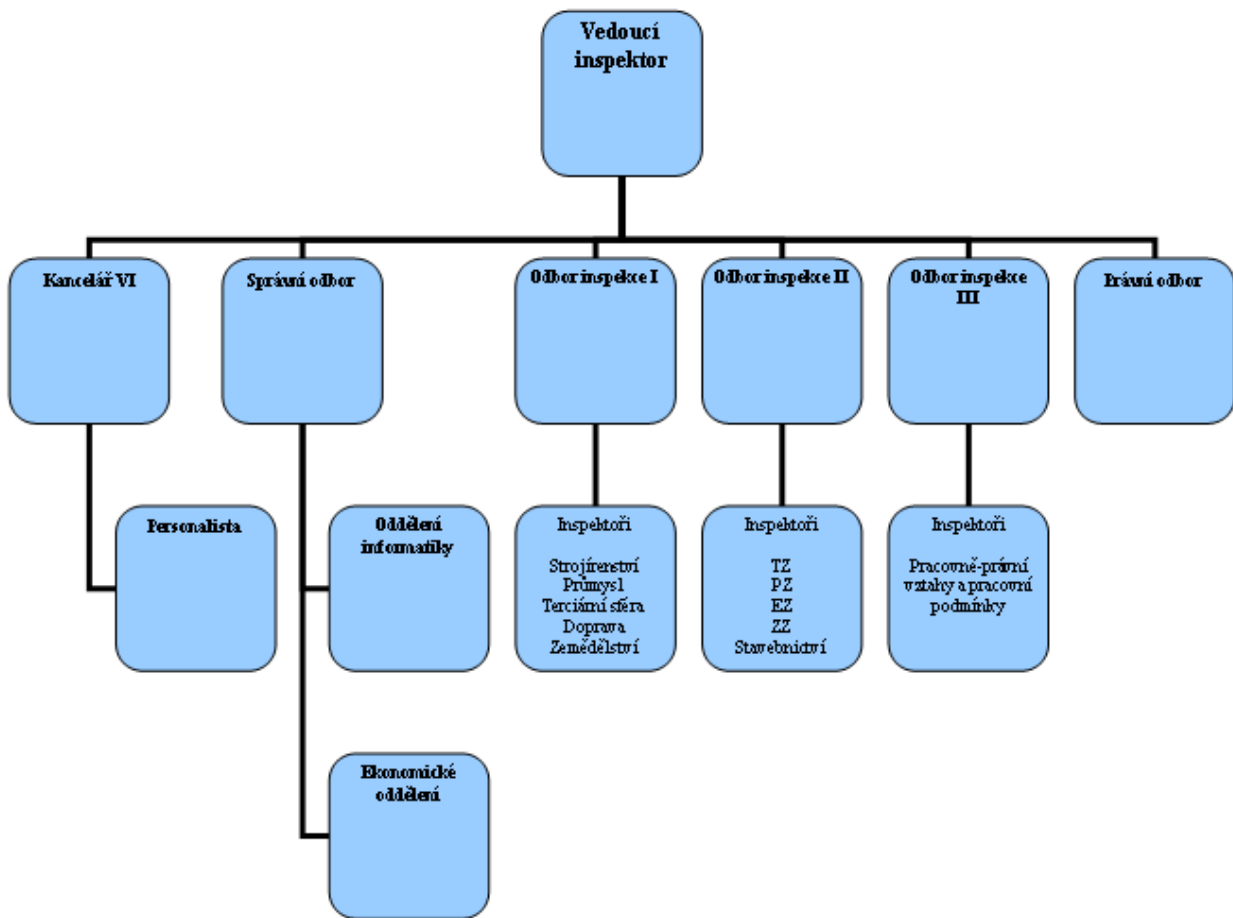 Vedoucí
inspektor
Kancelář VI
Správní odbor
Odbor inspekce I
Odbor inspekce II
Odbor inspekce
III
Právní odbor
Personalista
Oddělení
informatiky
Inspektoři
Strojírenství
Průmysl
Terciární sféra
Doprava
Zemědělství
Inspektoři
TZ
PZ
EZ
ZZ
Stavebnictví
Inspektoři
Pracovně-právní
vztahy a pracovní
podmínky
Ekonomické
oddělení